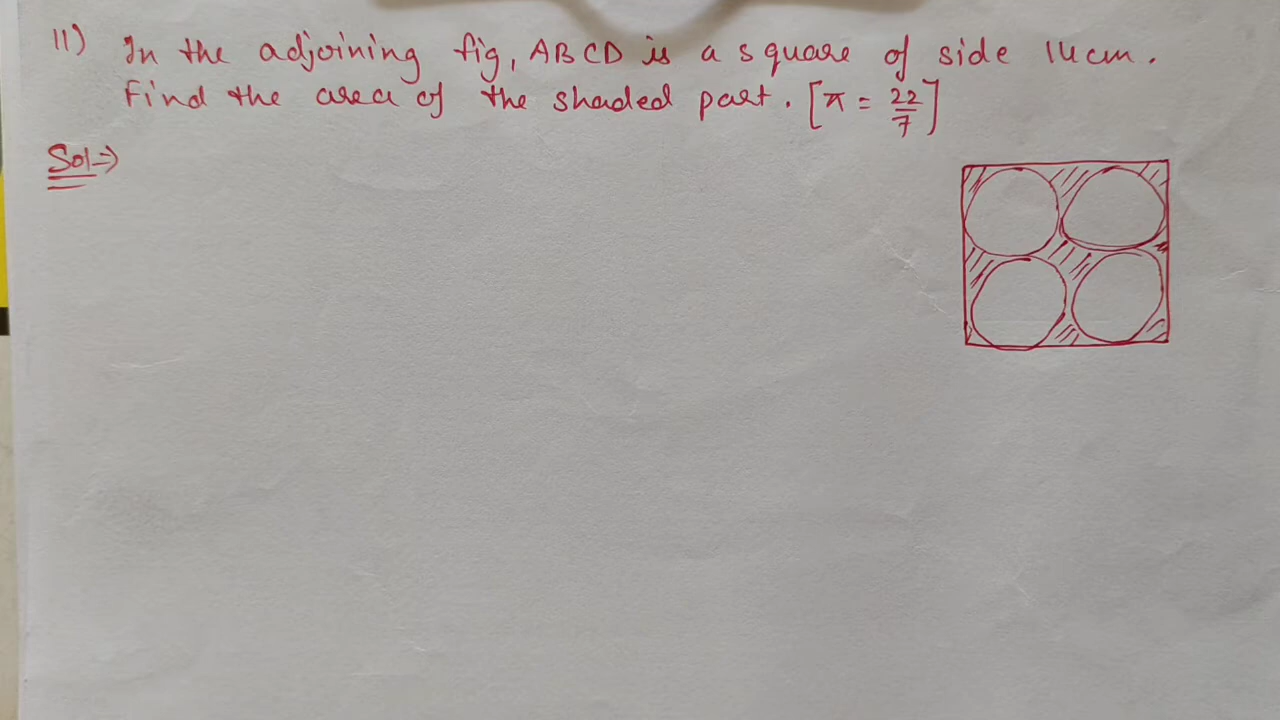 11) In the adjoining fig, ABCD is a square of side 14cm.
Find the area of the shaded part. [π = 22/7]
Sol⇒